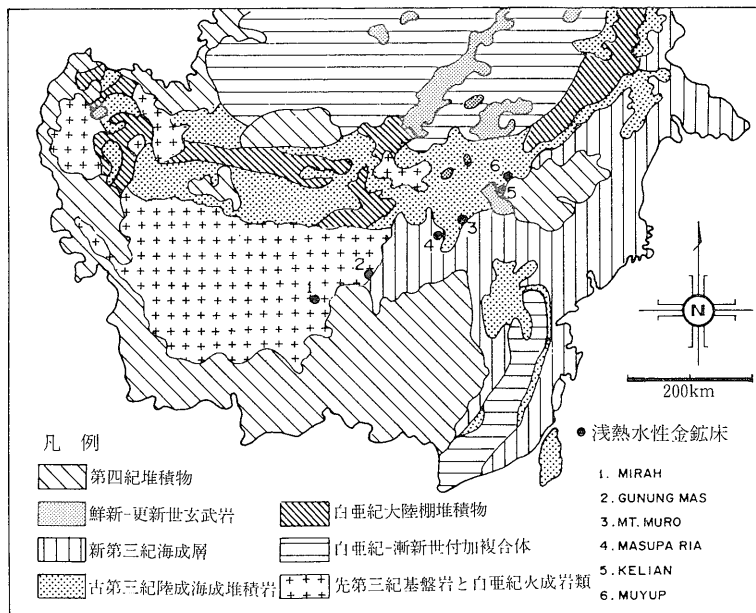 6
5
3
4
2
1
N
200km
凡 例
第四紀堆積物
鮮新-更新世玄武岩
新第三紀海成層
古第三紀陸成海成堆積岩
白亜紀大陸棚堆積物
白亜紀-漸新世付加複合体
先第三紀基盤岩と白亜紀火成岩類
浅熱水性金鉱床
1. MIRAH
2. GUNUNG MAS
3. MT. MURO
4. MASUPA RIA
5. KELIAN
6. MUYUP